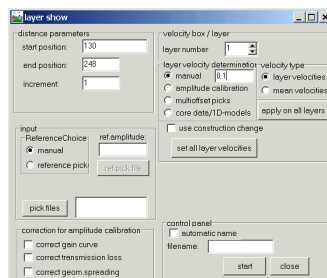 layer show
distance parameters
start position: 130
end position: 248
increment: 1
input
ReferenceChoice
manual
reference pick
ref.amplitude:
ref pick file
pick files
correction for amplitude calibration
correct gain curve
correct transmission loss
correct geom.spreading
velocity box / layer
layer number 1
layer velocity determination
manual 0.1
amplitude calibration
multioffset picks
core data/1D-models
velocity type
layer velocities
mean velocities
apply on all layers
use construction change
set all layer velocities
control panel
automatic name
filename:
start close